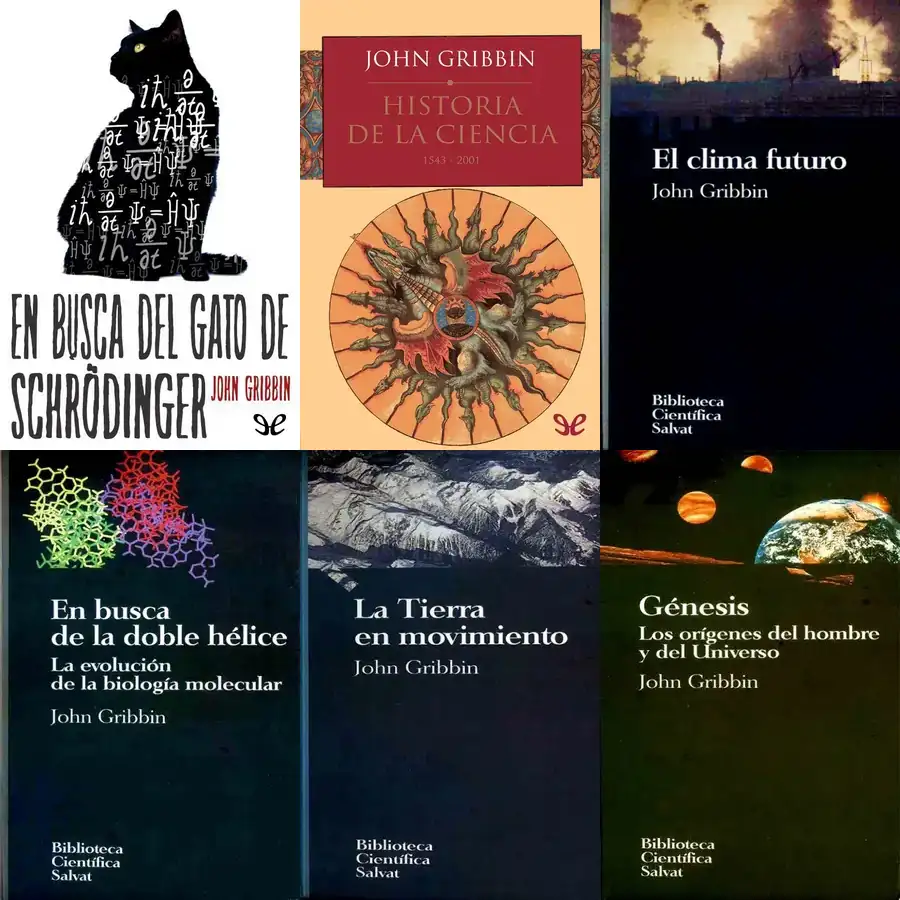 EN BUSCA DEL GATO DE
SCHRÖDINGER JOHN GRIBBIN
JOHN GRIBBIN
HISTORIA
DE LA CIENCIA
1543 - 2001
El clima futuro
John Gribbin
Biblioteca
Científica
Salvat
En busca
de la doble hélice
La evolución
de la biología molecular
John Gribbin
Biblioteca
Científica
Salvat
La Tierra
en movimiento
John Gribbin
Biblioteca
Científica
Salvat
Génesis
Los orígenes del hombre
y del Universo
John Gribbin
Biblioteca
Científica
Salvat